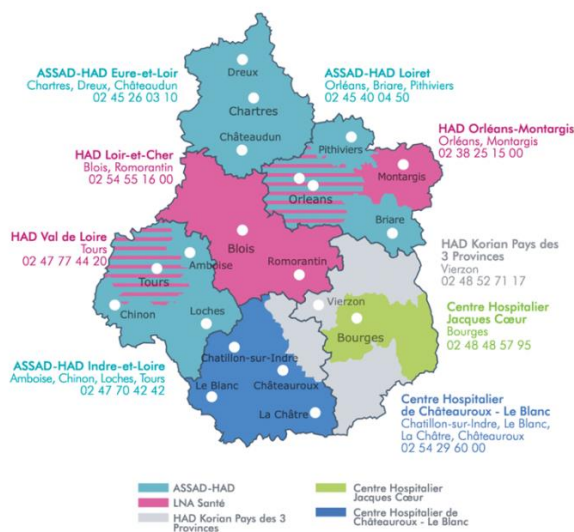 ASSAD-HAD Eure-et-Loir
Chartres, Dreux, Châteaudun
02 45 26 03 10
ASSAD-HAD Loiret
Orléans, Briare, Pithiviers
02 45 40 04 50
HAD Orléans-Montargis
Orléans, Montargis
02 38 25 15 00
HAD Loir-et-Cher
Blois, Romorantin
02 54 55 16 00
HAD Val de Loire
Tours
02 47 77 44 20
HAD Korian Pays des
3 Provinces
Vierzon
02 48 52 71 17
Centre Hospitalier
Jacques Cœur
Bourges
02 48 48 57 95
ASSAD-HAD Indre-et-Loire
Amboise, Chinon, Loches, Tours
02 47 70 42 42
Centre Hospitalier
de Châteauroux - Le Blanc
Chatillon-sur-Indre, Le Blanc,
La Châtre, Châteauroux
02 54 29 60 00
Dreux
Chartres
Châteaudun
Pithiviers
Montargis
Orleans
Briare
Blois
Romorantin
Amboise
Tours
Chinon
Loches
Vierzon
Bourges
Chatillon-sur-Indre
Le Blanc
Châteauroux
La Châtre
ASSAD-HAD
LNA Santé
HAD Korian Pays des 3
Provinces
Centre Hospitalier
Jacques Cœur
Centre Hospitalier de
Châteauroux - Le Blanc